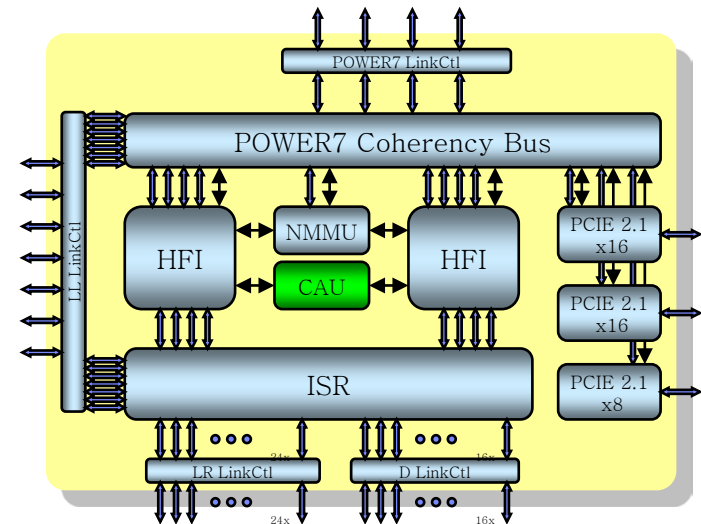 POWER7 LinkCtl
POWER7 Coherency Bus
LL LinkCtl
HFI
NMMU
HFI
PCIE 2.1
x16
CAU
PCIE 2.1
x16
ISR
PCIE 2.1
x8
24x
16x
LR LinkCtl
D LinkCtl
24x
16x